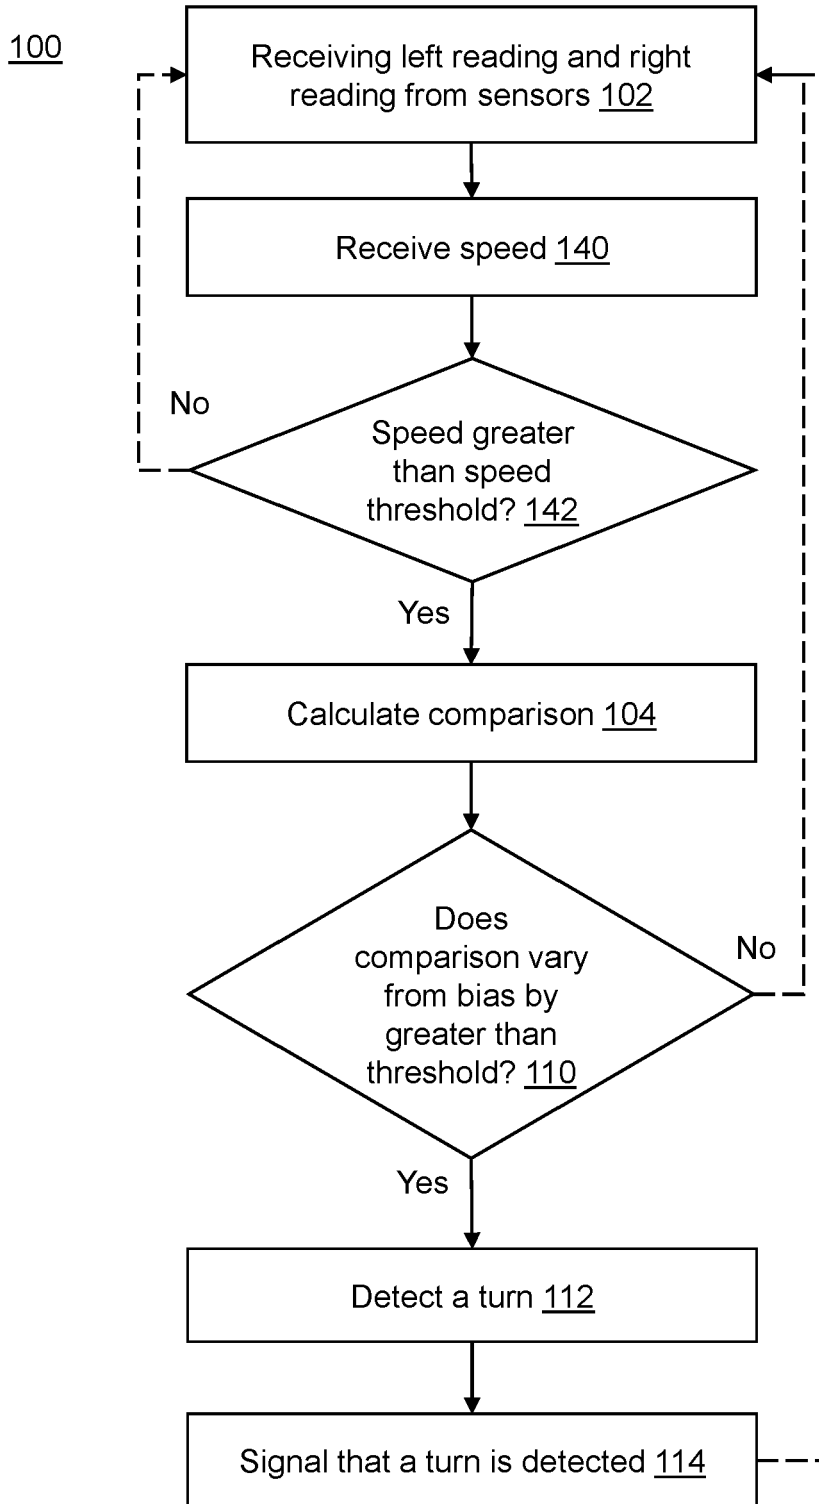 100
Receiving left reading and right
reading from sensors 102
Receive speed 140
No
Speed greater
than speed
threshold? 142
Yes
Calculate comparison 104
Does
comparison vary
from bias by
greater than
threshold? 110
No
Yes
Detect a turn 112
Signal that a turn is detected 114